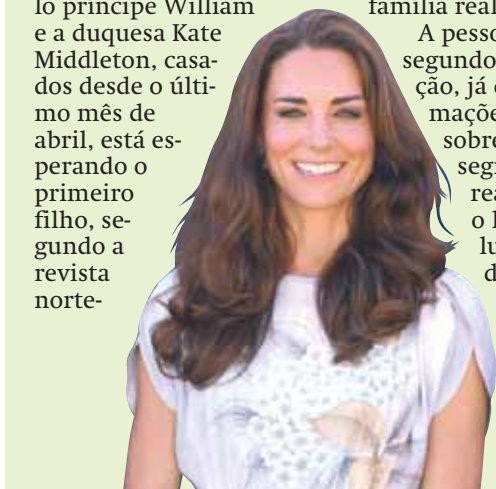 lo príncipe William
e a duquesa Kate
Middleton, casa-
dos desde o últi-
mo mês de
abril, está es-
perando o
primeiro
filho, se-
gundo a
revista
norte-
família real
A pesso
segundo
ção, já
maçõe
sobre
seg
rea
o
lu
d